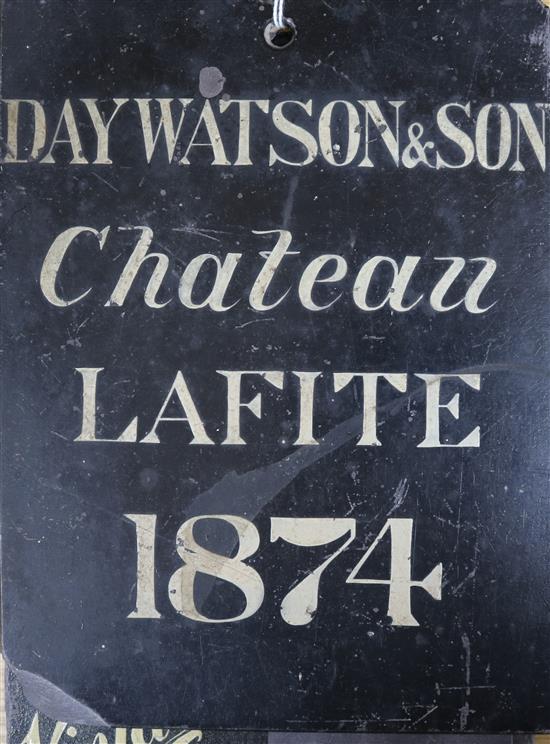 DAY WATSON & SON
Chateau
LAFITE
1874